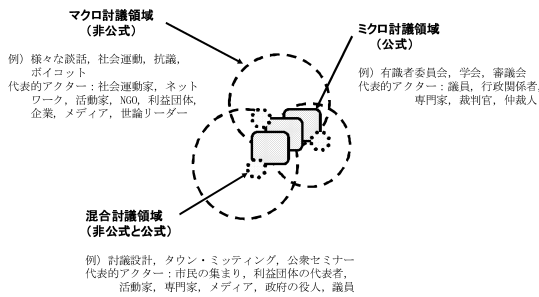 マクロ討議領域
(非公式)
例）様々な談話，社会運動，抗議，
ボイコット
代表的アクター：社会運動家，ネット
ワーク，活動家，NGO，利益団体，
企業，メディア，世論リーダー
ミクロ討議領域
(公式)
例）有識者委員会，学会，審議会
代表的アクター：議員，行政関係者，
専門家，裁判官，仲裁人
混合討議領域
(非公式と公式)
例）討議設計，タウン・ミッティング，公衆セミナー
代表的アクター：市民の集まり，利益団体の代表者，
活動家，専門家，メディア，政府の役人，議員